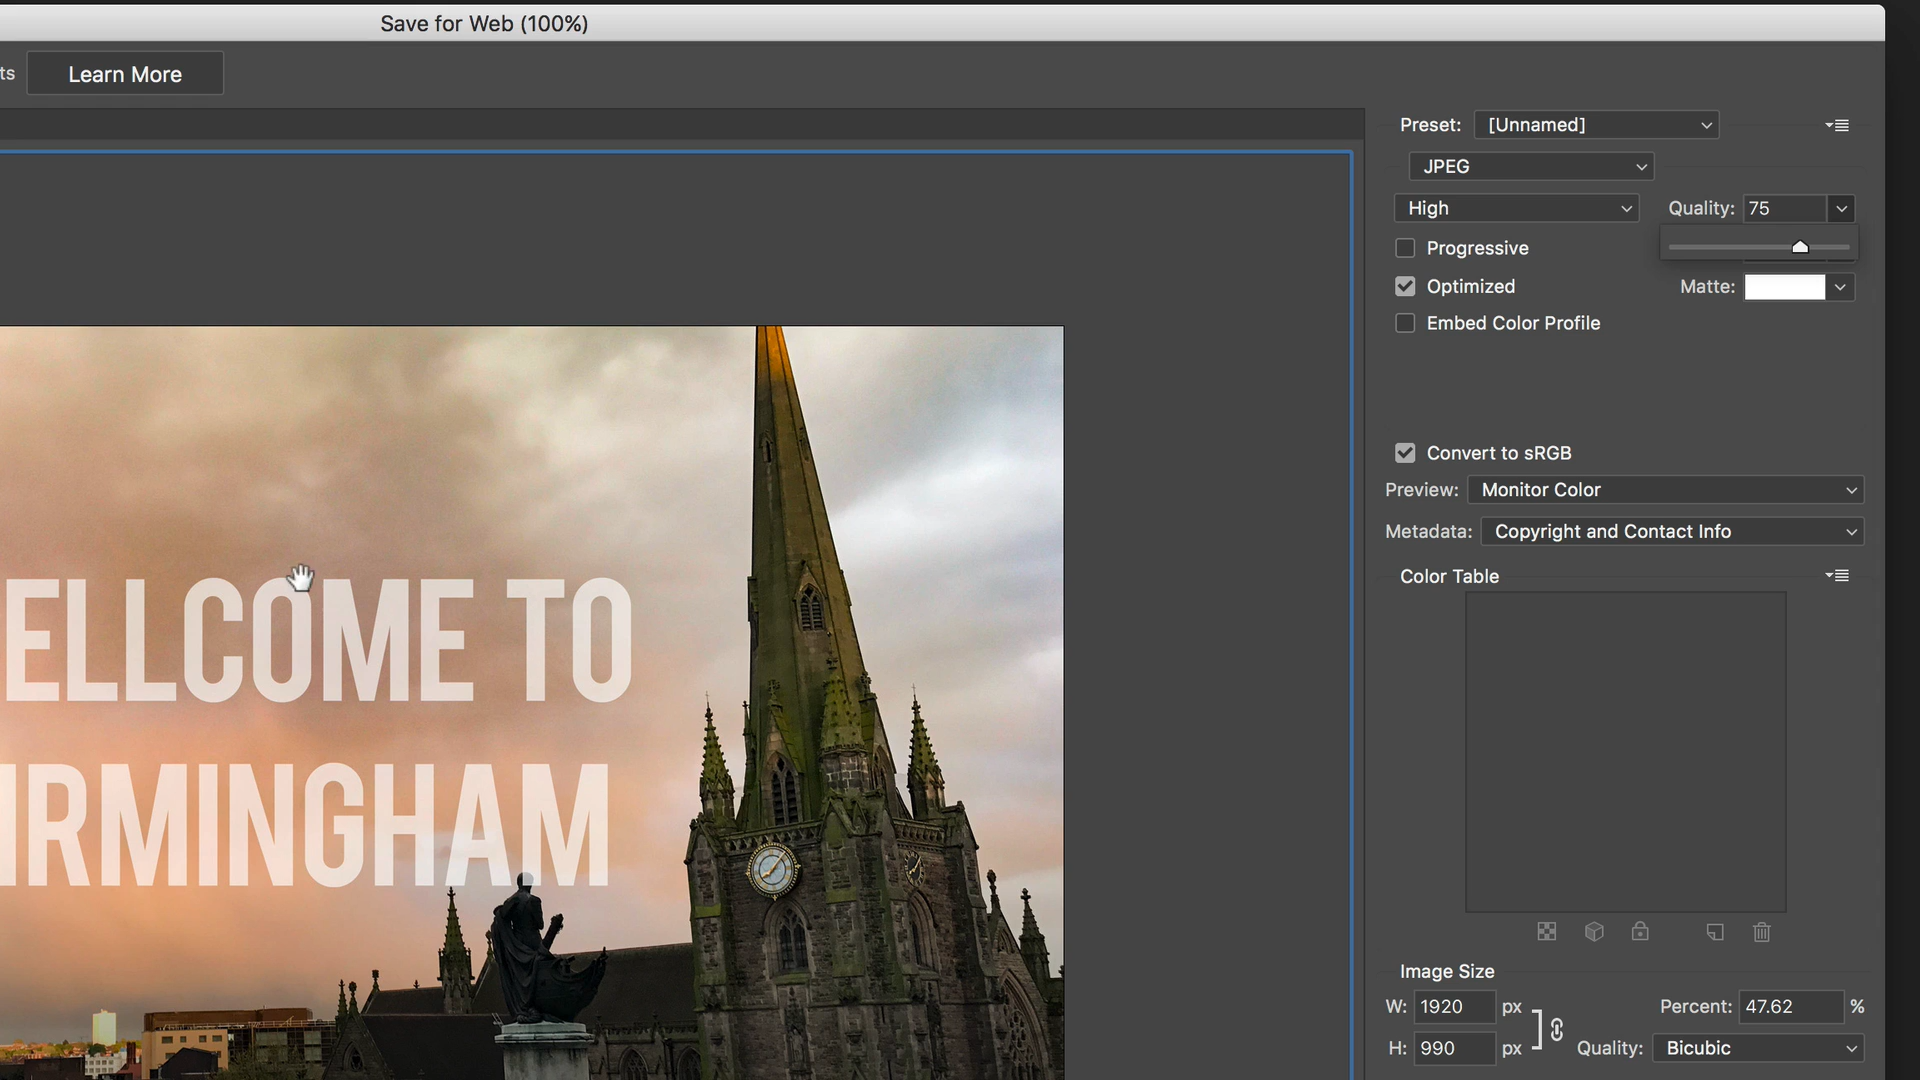 Save for Web (100%)
ts
Learn More
Preset: [Unnamed]
JPEG
High
Quality: 75
Progressive
Optimized
Matte:
Embed Color Profile
Convert to sRGB
Preview: Monitor Color
Metadata: Copyright and Contact Info
Color Table
ELLCOME TO
IRMINGHAM
Image Size
W: 1920 px
Percent: 47.62 %
H: 990 px
Quality: Bicubic